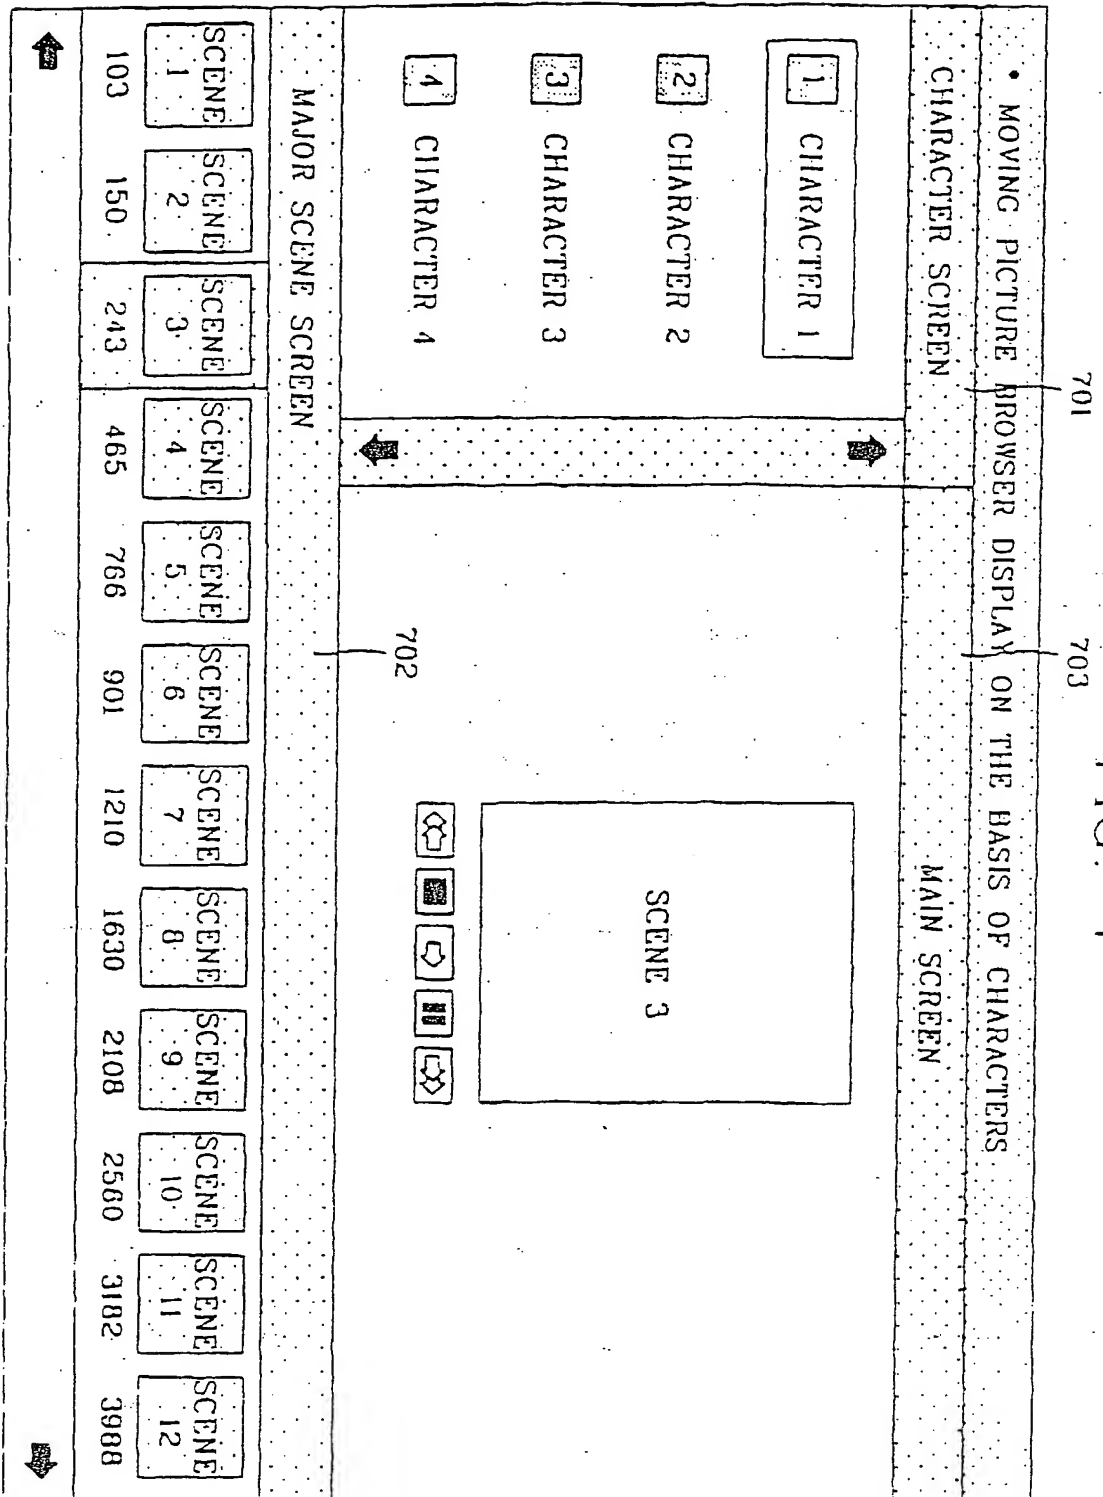 701
703
• MOVING PICTURE BROWSER DISPLAY ON THE BASIS OF CHARACTERS
CHARACTER SCREEN
MAIN SCREEN
1 CHARACTER 1
2 CHARACTER 2
3 CHARACTER 3
4 CHARACTER 4
SCENE 3
702
MAJOR SCENE SCREEN
SCENE 1
SCENE 2
SCENE 3
SCENE 4
SCENE 5
SCENE 6
SCENE 7
SCENE 8
SCENE 9
SCENE 10
SCENE 11
SCENE 12
103 150 243 465 766 901 1210 1630 2108 2560 3182 3988